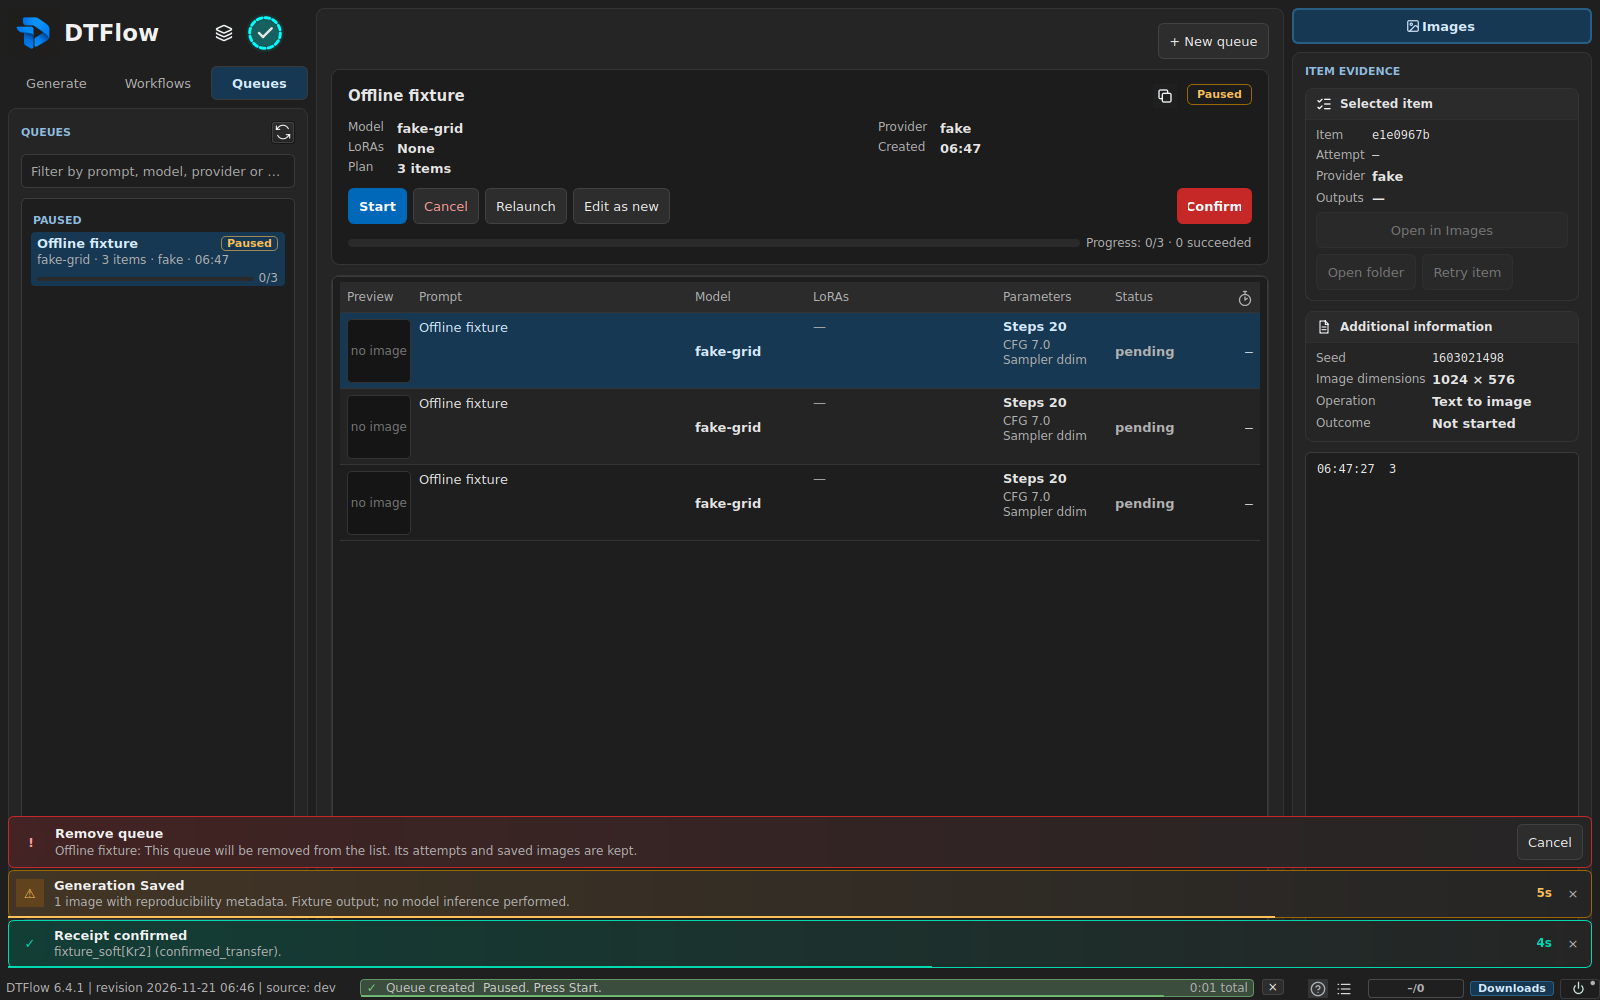 DTFlow
Generate
Workflows
Queues
QUEUES
Filter by prompt, model, provider or ...
PAUSED
Offline fixture
Paused
fake-grid · 3 items · fake · 06:47
0/3
+ New queue
Offline fixture
Paused
Model fake-grid
Provider fake
LoRAs None
Created 06:47
Plan 3 items
Start
Cancel
Relaunch
Edit as new
Confirm
Progress: 0/3 · 0 succeeded
Preview Prompt Model LoRAs Parameters Status
no image
Offline fixture
fake-grid
—
Steps 20
CFG 7.0
Sampler ddim
pending
–
no image
Offline fixture
fake-grid
—
Steps 20
CFG 7.0
Sampler ddim
pending
–
no image
Offline fixture
fake-grid
—
Steps 20
CFG 7.0
Sampler ddim
pending
–
Images
ITEM EVIDENCE
Selected item
Item e1e0967b
Attempt –
Provider fake
Outputs —
Open in Images
Open folder
Retry item
Additional information
Seed 1603021498
Image dimensions 1024 × 576
Operation Text to image
Outcome Not started
06:47:27 3
! Remove queue
Offline fixture: This queue will be removed from the list. Its attempts and saved images are kept.
Cancel
⚠ Generation Saved
1 image with reproducibility metadata. Fixture output; no model inference performed.
5s ×
✓ Receipt confirmed
fixture_soft[Kr2] (confirmed_transfer).
4s ×
DTFlow 6.4.1 | revision 2026-11-21 06:46 | source: dev
✓ Queue created Paused. Press Start.
0:01 total
×
–/0
Downloads